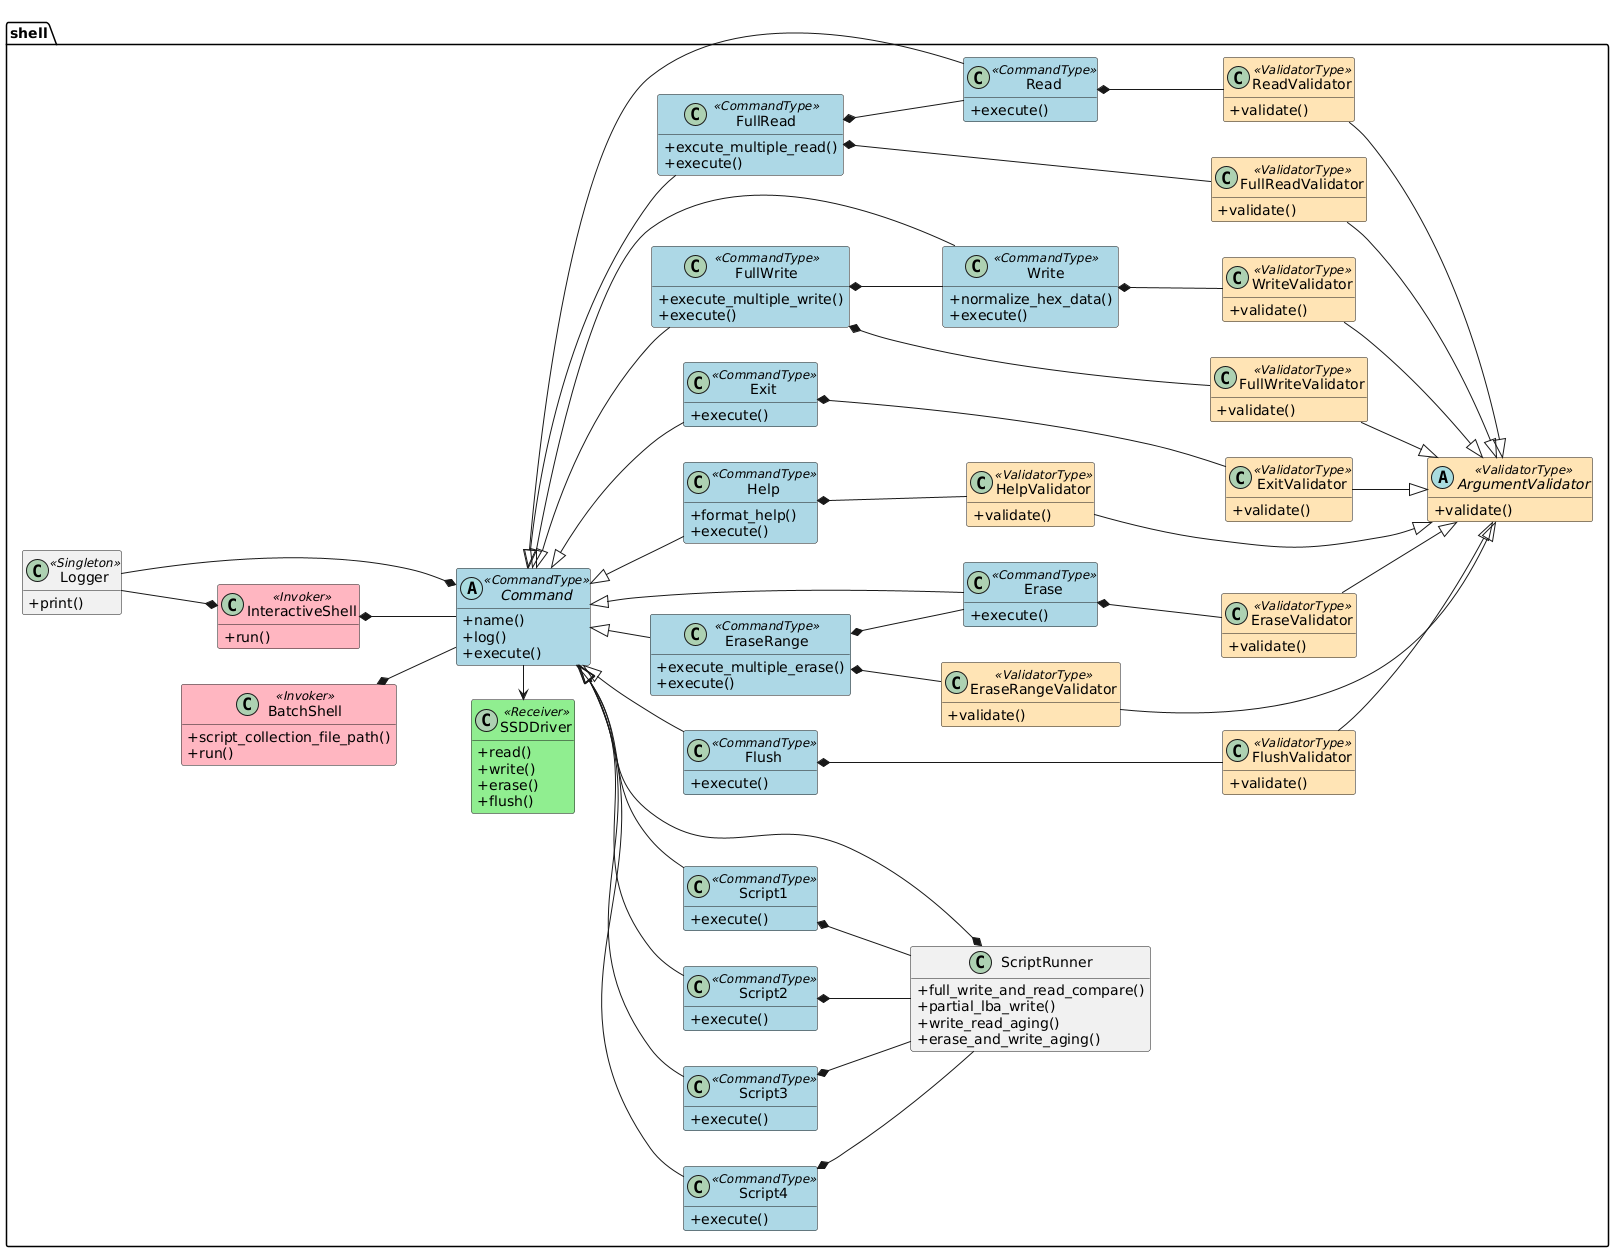 shell
C «CommandType»
Read
+execute()
C «ValidatorType»
ReadValidator
+validate()
C «CommandType»
FullRead
+excute_multiple_read()
+execute()
C «ValidatorType»
FullReadValidator
+validate()
C «CommandType»
FullWrite
+execute_multiple_write()
+execute()
C «CommandType»
Write
+normalize_hex_data()
+execute()
C «ValidatorType»
WriteValidator
+validate()
C «CommandType»
Exit
+execute()
C «ValidatorType»
FullWriteValidator
+validate()
C «CommandType»
Help
+format_help()
+execute()
C «ValidatorType»
HelpValidator
+validate()
C «ValidatorType»
ExitValidator
+validate()
A «ValidatorType»
ArgumentValidator
+validate()
C «Singleton»
Logger
+print()
C «Invoker»
InteractiveShell
+run()
A «CommandType»
Command
+name()
+log()
+execute()
C «CommandType»
Erase
+execute()
C «ValidatorType»
EraseValidator
+validate()
C «CommandType»
EraseRange
+execute_multiple_erase()
+execute()
C «ValidatorType»
EraseRangeValidator
+validate()
C «Invoker»
BatchShell
+script_collection_file_path()
+run()
C «Receiver»
SSDDriver
+read()
+write()
+erase()
+flush()
C «CommandType»
Flush
+execute()
C «ValidatorType»
FlushValidator
+validate()
C «CommandType»
Script1
+execute()
C «CommandType»
Script2
+execute()
C ScriptRunner
+full_write_and_read_compare()
+partial_lba_write()
+write_read_aging()
+erase_and_write_aging()
C «CommandType»
Script3
+execute()
C «CommandType»
Script4
+execute()